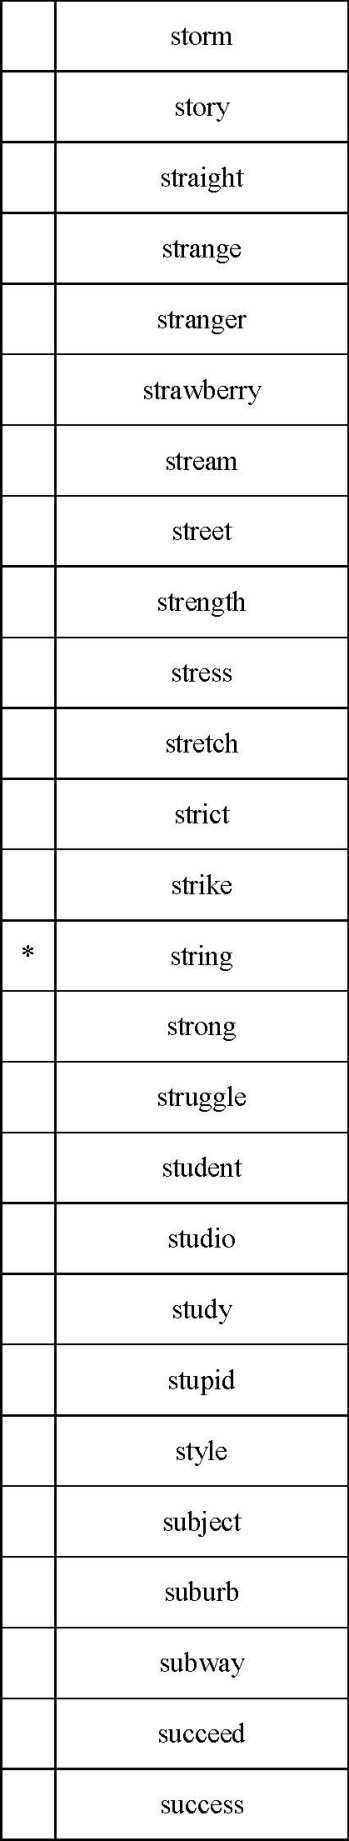 storm
story
straight
strange
stranger
strawberry
stream
street
strength
stress
stretch
strict
strike
* string
strong
struggle
student
studio
study
stupid
style
subject
suburb
subway
succeed
success